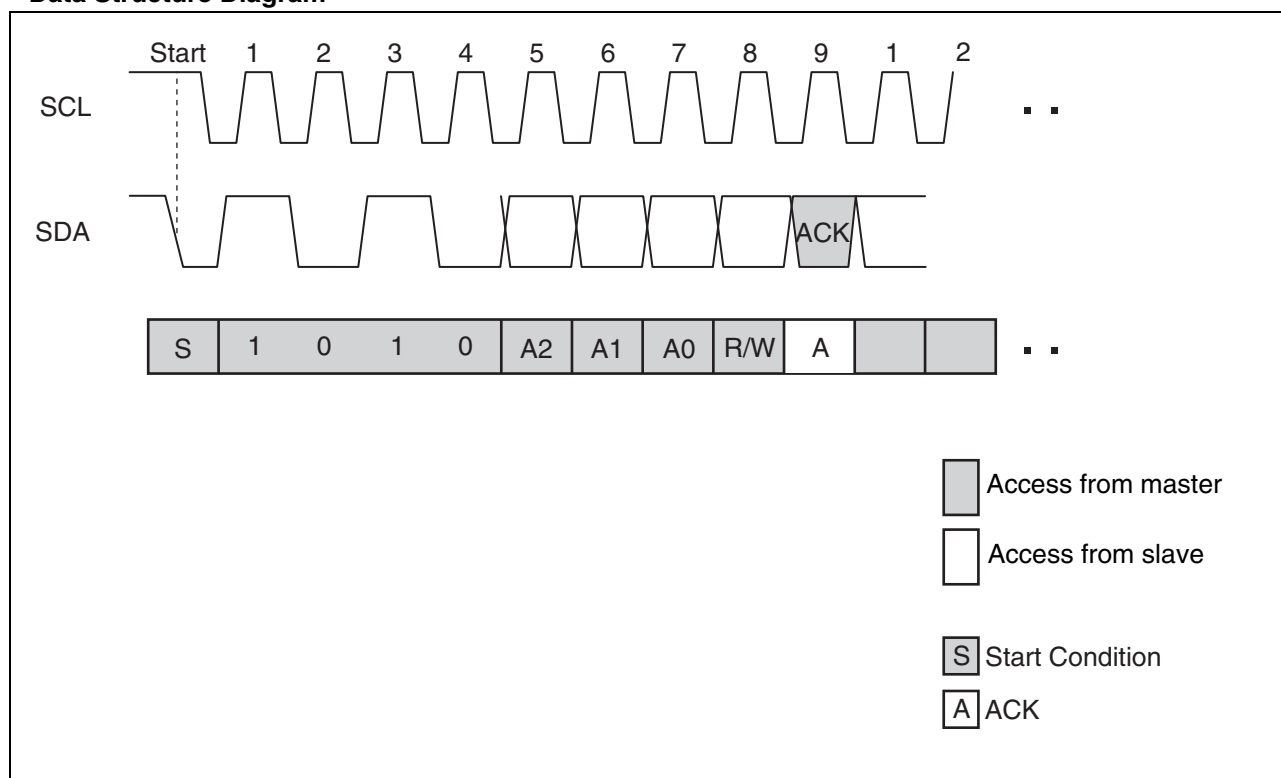 Data Structure Diagram
Start 1 2 3 4 5 6 7 8 9 1 2
SCL
SDA
ACK
S 1 0 1 0 A2 A1 A0 R/W A
Access from master
Access from slave
S Start Condition
A ACK